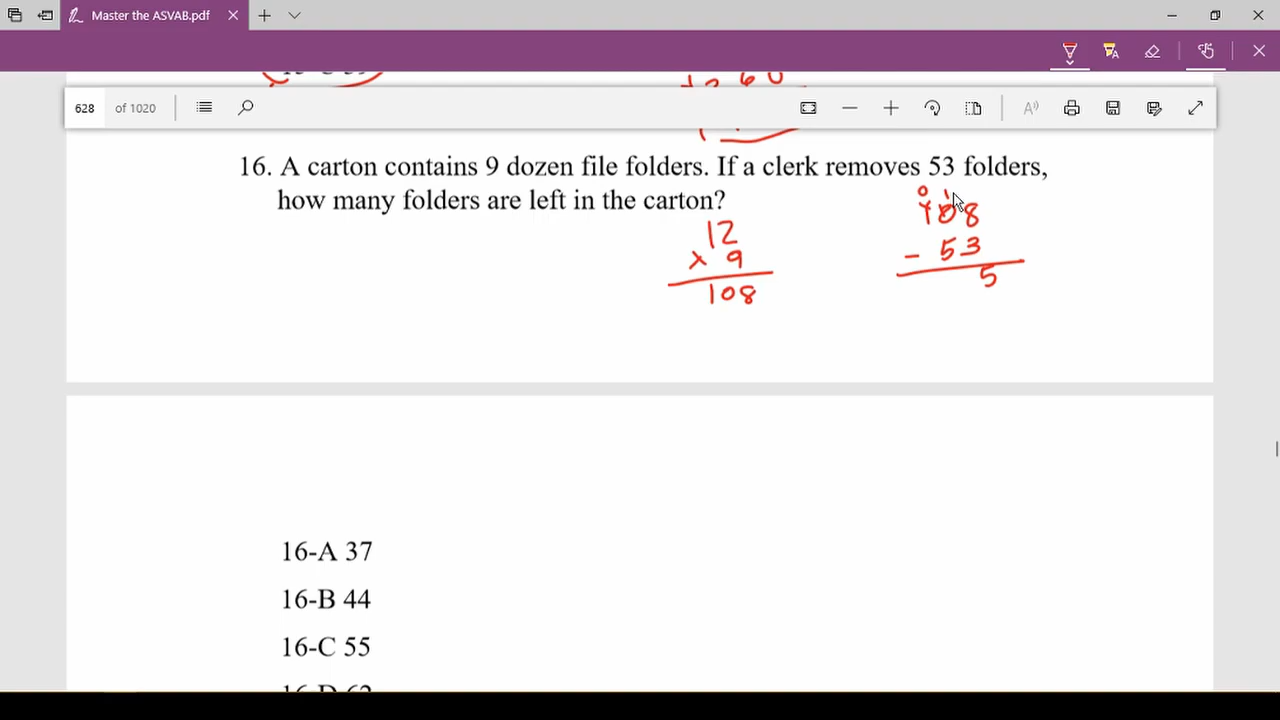 Master the ASVAB.pdf
628 of 1020
16. A carton contains 9 dozen file folders. If a clerk removes 53 folders,
how many folders are left in the carton?
12
x 9
108
0 1
108
- 53
5
16-A 37
16-B 44
16-C 55